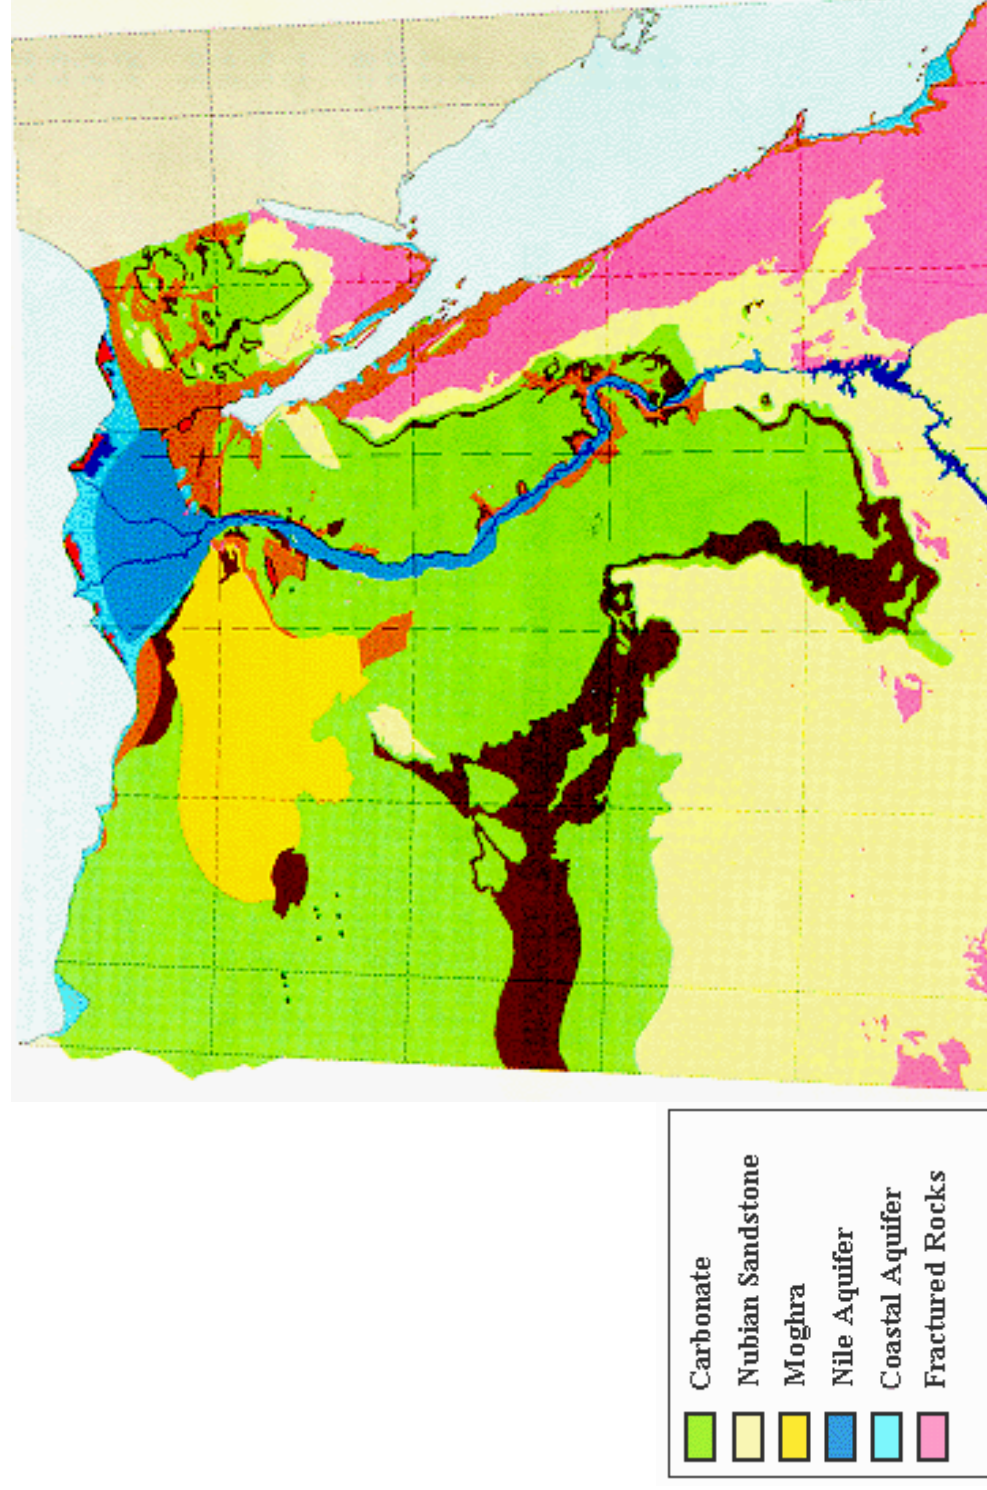 Carbonate
Nubian Sandstone
Moghra
Nile Aquifer
Coastal Aquifer
Fractured Rocks